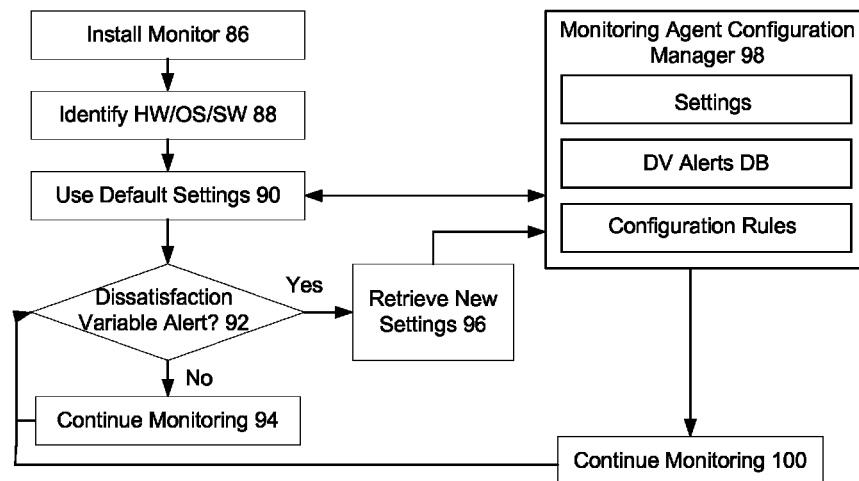 Install Monitor 86
Identify HW/OS/SW 88
Use Default Settings 90
Dissatisfaction
Variable Alert? 92
Yes
No
Continue Monitoring 94
Retrieve New
Settings 96
Monitoring Agent Configuration
Manager 98
Settings
DV Alerts DB
Configuration Rules
Continue Monitoring 100